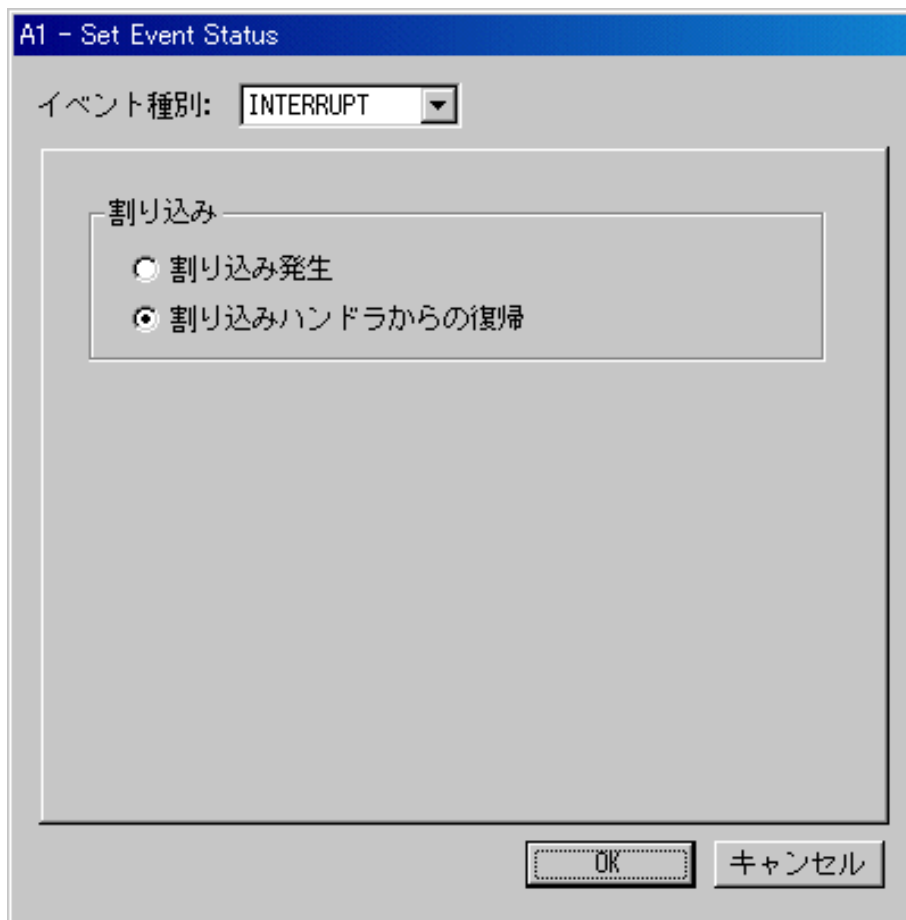 A1 - Set Event Status
イベント種別: INTERRUPT
割り込み
割り込み発生
割り込みハンドラからの復帰
OK キャンセル